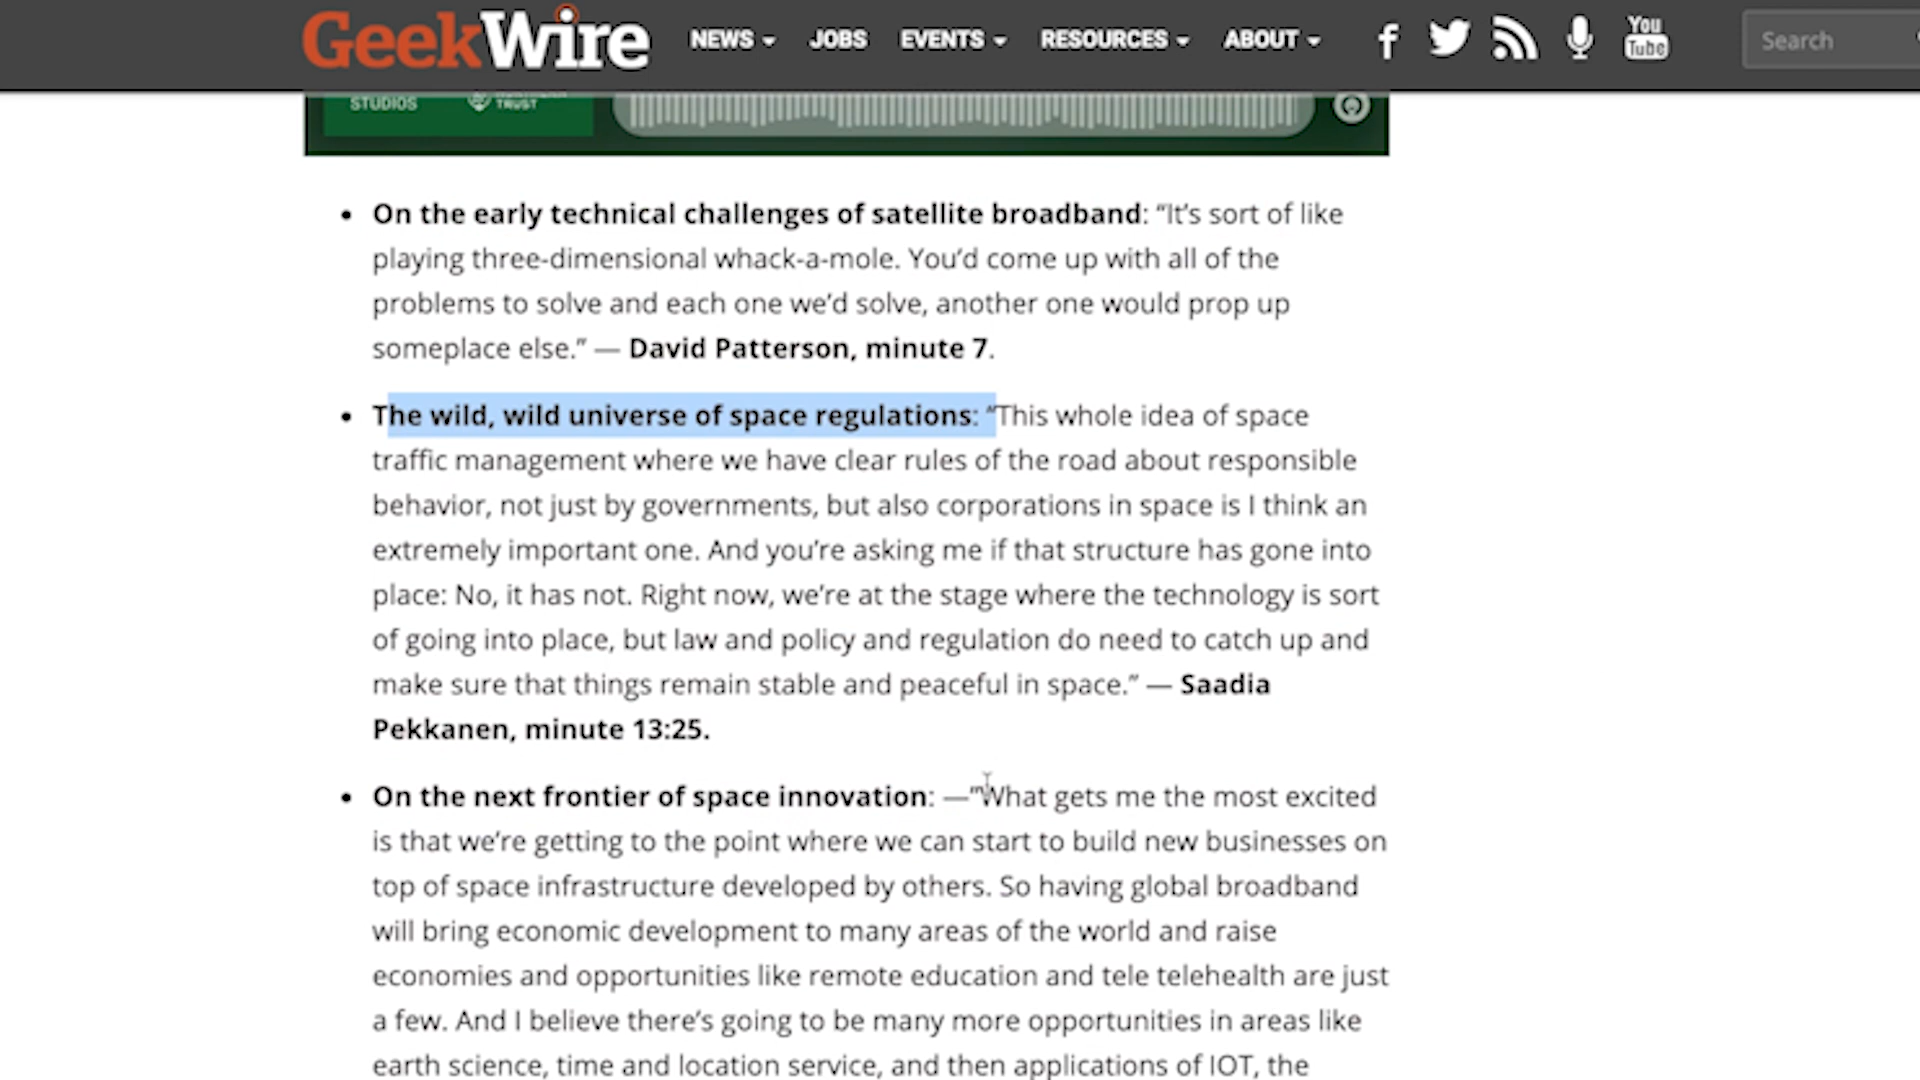 GeekWire NEWS JOBS EVENTS RESOURCES ABOUT You Tube Search
STUDIOS TRUST
• On the early technical challenges of satellite broadband: “It’s sort of like
playing three-dimensional whack-a-mole. You’d come up with all of the
problems to solve and each one we’d solve, another one would prop up
someplace else.” — David Patterson, minute 7.
• The wild, wild universe of space regulations: “This whole idea of space
traffic management where we have clear rules of the road about responsible
behavior, not just by governments, but also corporations in space is I think an
extremely important one. And you’re asking me if that structure has gone into
place: No, it has not. Right now, we’re at the stage where the technology is sort
of going into place, but law and policy and regulation do need to catch up and
make sure that things remain stable and peaceful in space.” — Saadia
Pekkanen, minute 13:25.
• On the next frontier of space innovation: —“What gets me the most excited
is that we’re getting to the point where we can start to build new businesses on
top of space infrastructure developed by others. So having global broadband
will bring economic development to many areas of the world and raise
economies and opportunities like remote education and tele telehealth are just
a few. And I believe there’s going to be many more opportunities in areas like
earth science, time and location service, and then applications of IOT, the